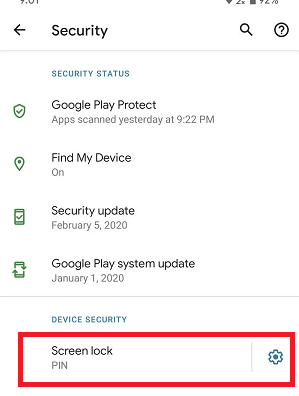 9:01
92%
Security
SECURITY STATUS
Google Play Protect
Apps scanned yesterday at 9:22 PM
Find My Device
On
Security update
February 5, 2020
Google Play system update
January 1, 2020
DEVICE SECURITY
Screen lock
PIN